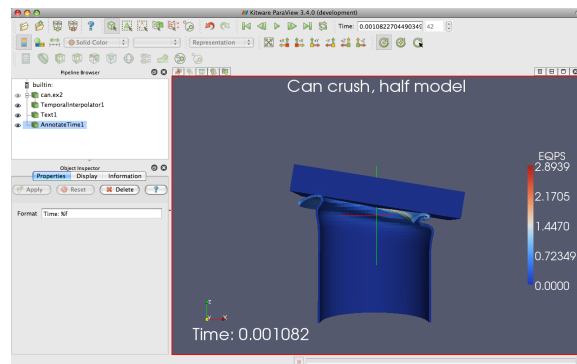 Kitware ParaView 3.4.0 (development)
Time: 0.00108227044903495 42
Solid Color
Representation
Pipeline Browser
builtin:
can.ex2
TemporalInterpolator1
Text1
AnnotateTime1
Object Inspector
Properties Display Information
Apply Reset Delete ?
Format Time: %f
Can crush, half model
EQPS
2.8939
2.1705
1.4470
0.72349
0.0000
Time: 0.001082